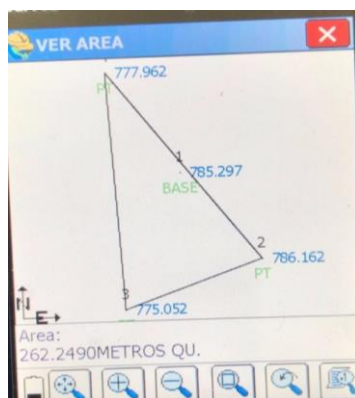 VER AREA
777.962
PT
1
785.297
BASE
2
786.162
PT
3
775.052
N
E
Area:
262.2490METROS QU.